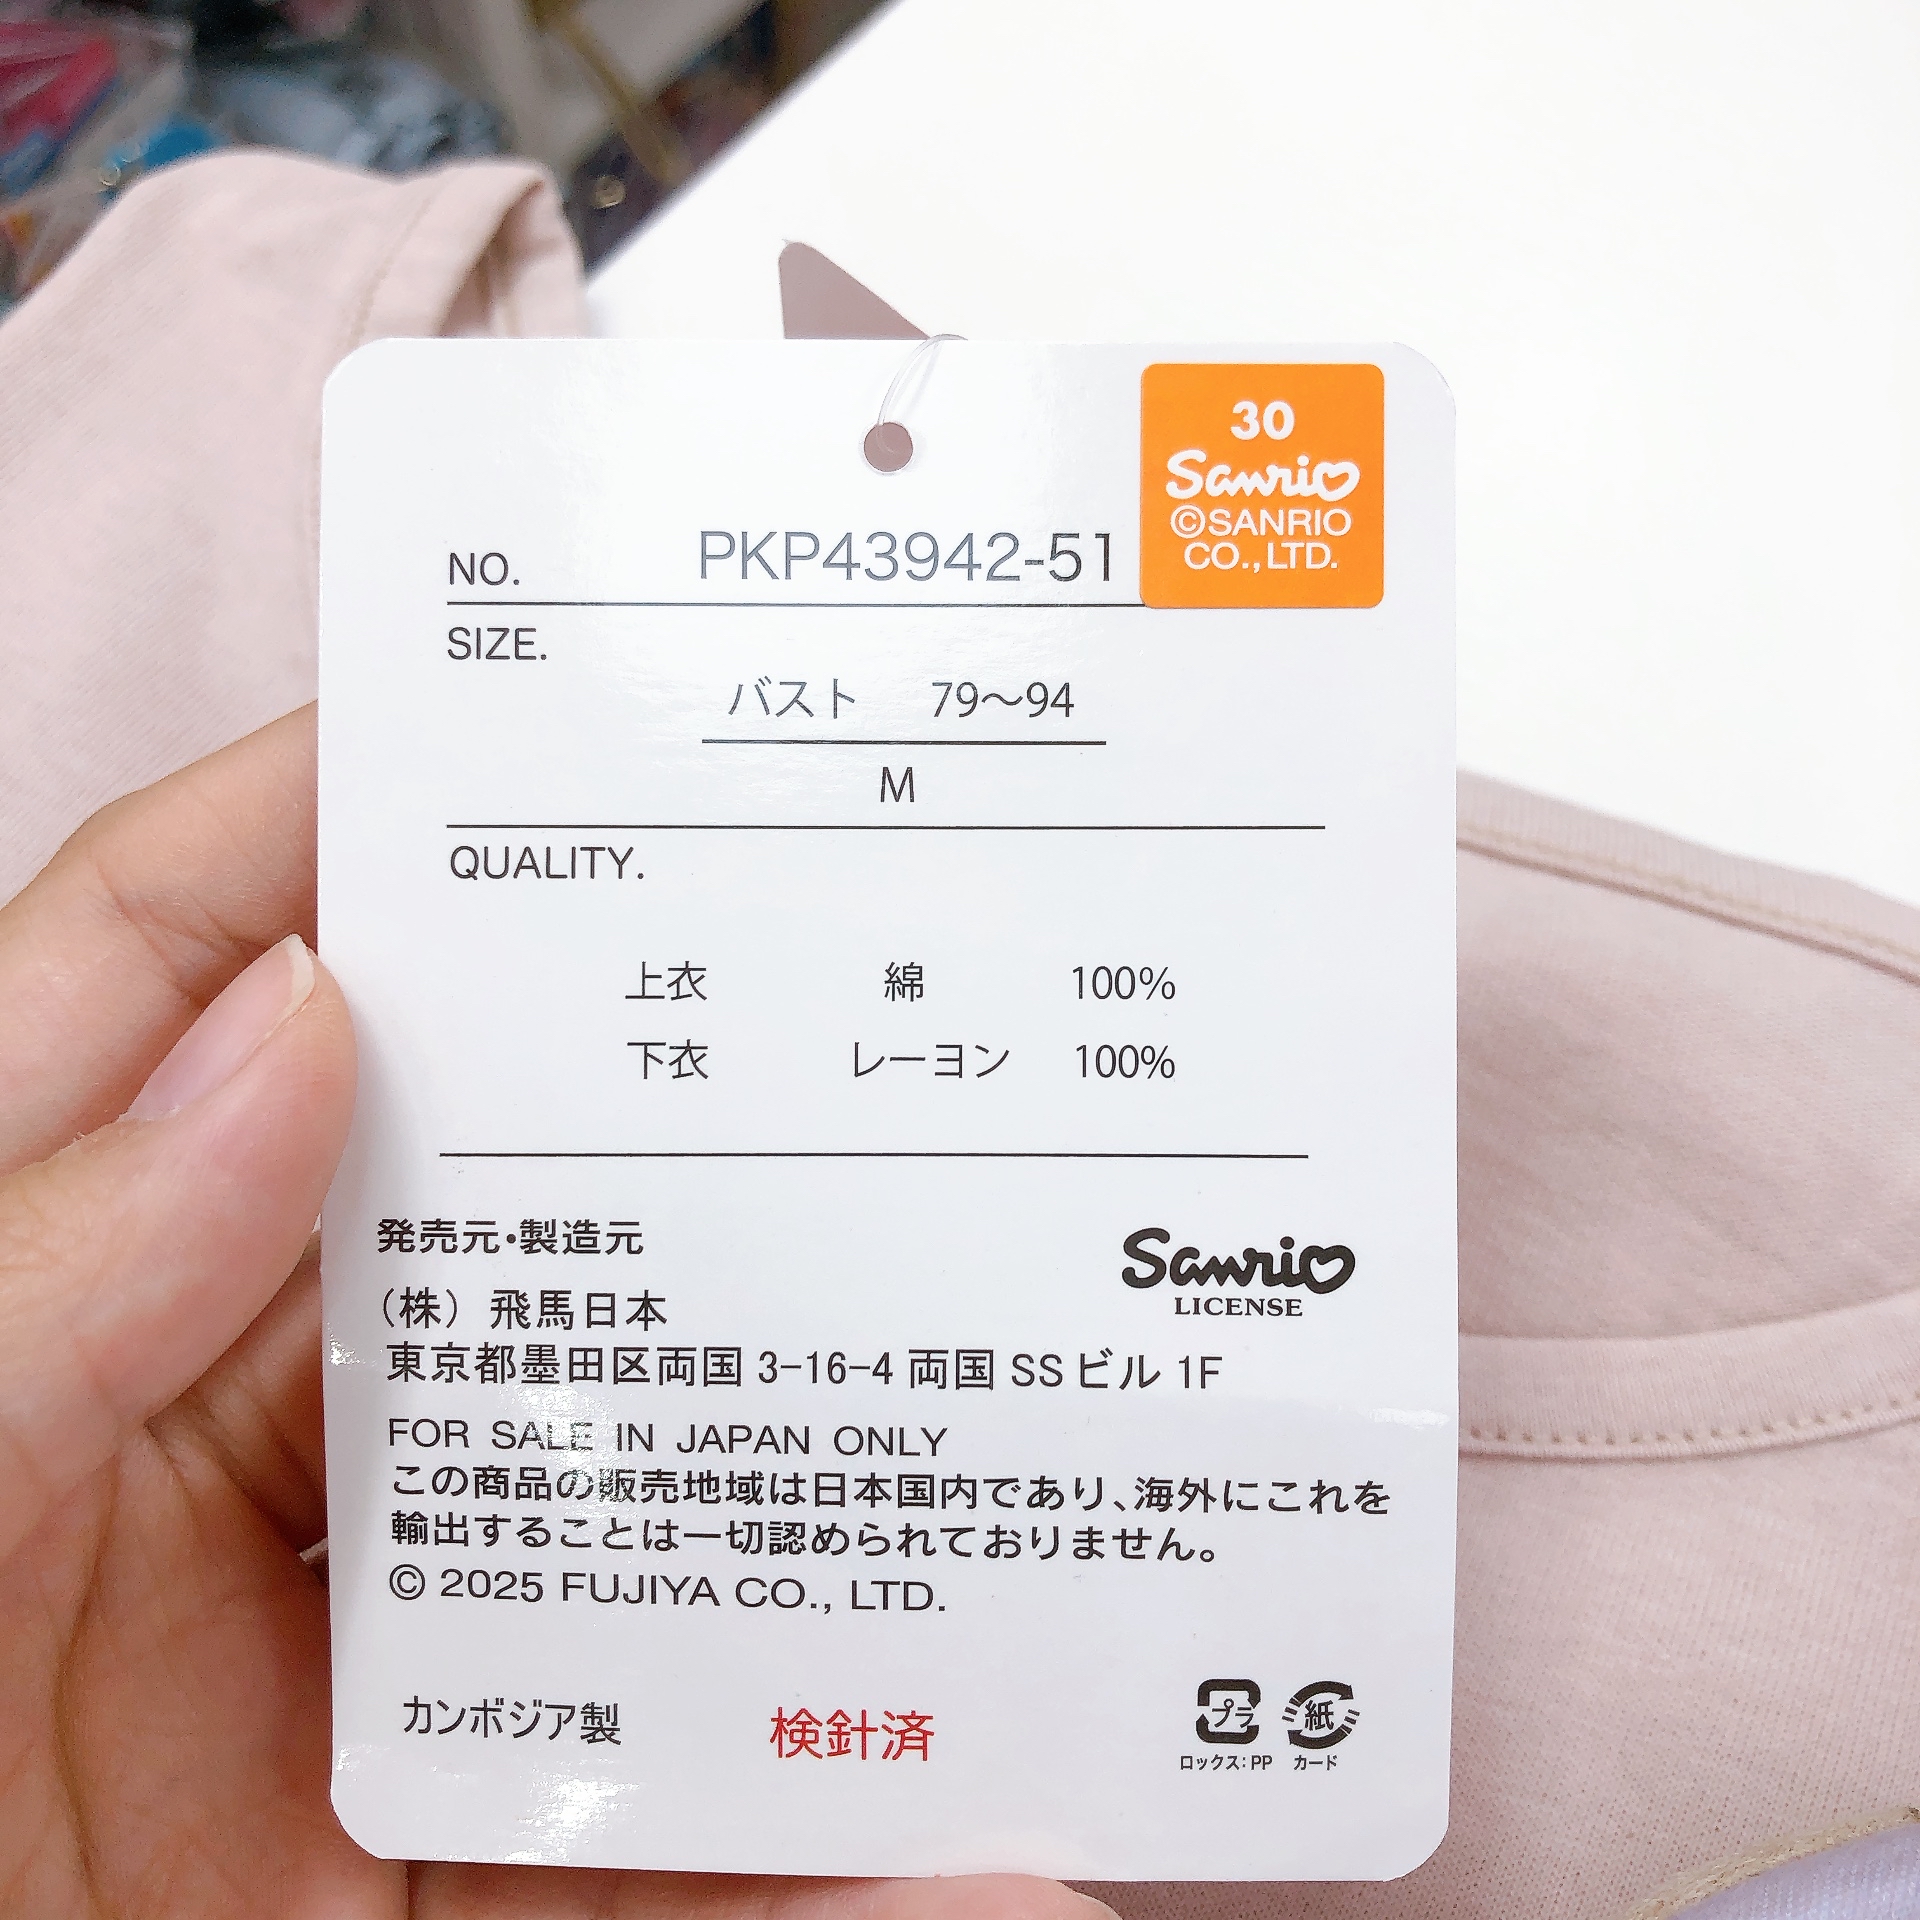 30
Sanrio
©SANRIO
CO.,LTD.
NO. PKP43942-51
SIZE.
バスト 79〜94
M
QUALITY.
上衣 綿 100%
下衣 レーヨン 100%
発売元・製造元
Sanrio
LICENSE
（株）飛馬日本
東京都墨田区両国 3-16-4 両国 SS ビル 1F
FOR SALE IN JAPAN ONLY
この商品の販売地域は日本国内であり、海外にこれを
輸出することは一切認められておりません。
© 2025 FUJIYA CO., LTD.
カンボジア製 検針済
プラ 紙
ロックス：PP カード